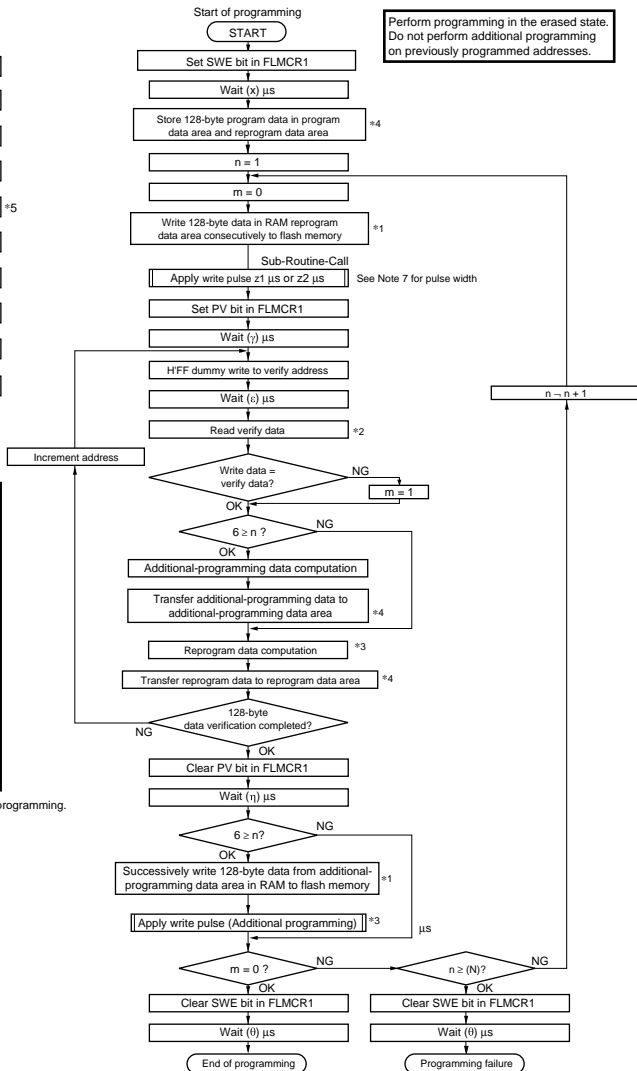 Start of programming
START
Perform programming in the erased state.
Do not perform additional programming
on previously programmed addresses.
Set SWE bit in FLMCR1
Wait (x) µs
Store 128-byte program data in program
data area and reprogram data area
*4
n = 1
m = 0
*5
Write 128-byte data in RAM reprogram
data area consecutively to flash memory
*1
Sub-Routine-Call
Apply write pulse z1 µs or z2 µs
See Note 7 for pulse width
Set PV bit in FLMCR1
Wait (γ) µs
H'FF dummy write to verify address
n ¬ n + 1
Wait (ε) µs
Read verify data
*2
Increment address
Write data =
verify data?
NG
m = 1
OK
6 ≥ n ?
NG
OK
Additional-programming data computation
Transfer additional-programming data to
additional-programming data area
*4
Reprogram data computation
*3
Transfer reprogram data to reprogram data area
*4
128-byte
data verification completed?
NG
OK
Clear PV bit in FLMCR1
Wait (η) µs
programming.
6 ≥ n?
NG
OK
Successively write 128-byte data from additional-
programming data area in RAM to flash memory
*1
Apply write pulse (Additional programming)
*3
µs
m = 0 ?
NG
n ≥ (N)?
NG
OK
OK
Clear SWE bit in FLMCR1
Clear SWE bit in FLMCR1
Wait (θ) µs
Wait (θ) µs
End of programming
Programming failure